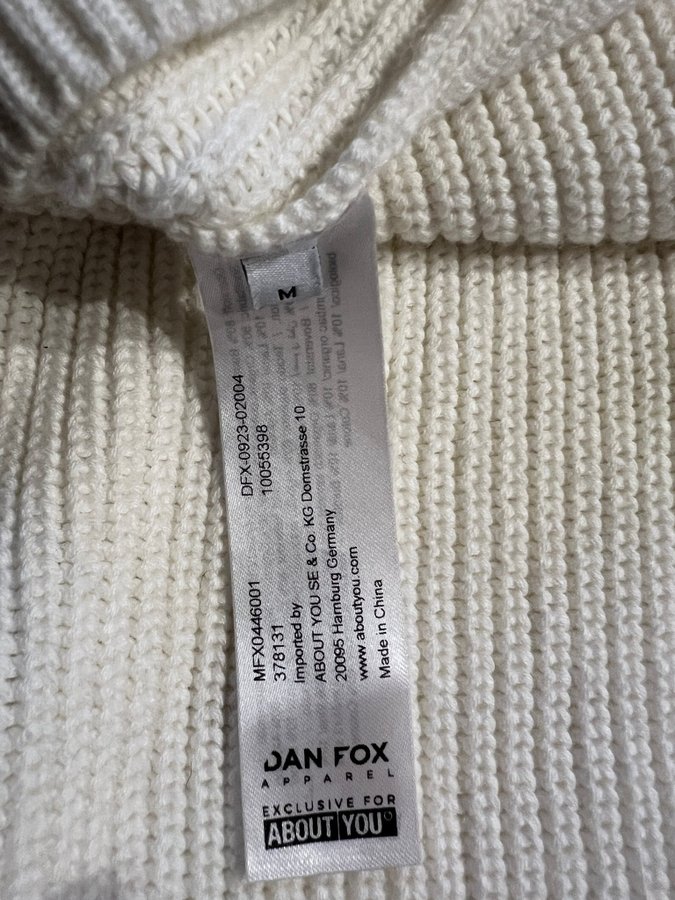 M
DFX-0923-02004
10055398
MFX0446001
378131
Imported by
ABOUT YOU SE & Co. KG Domstrasse 10
20095 Hamburg Germany
www.aboutyou.com
Made in China
DAN FOX
APPAREL
EXCLUSIVE FOR
ABOUT YOU